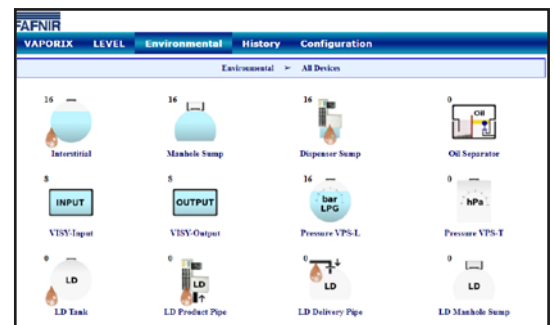 FAFNIR
VAPORIX LEVEL Environmental History Configuration
Environmental ➤ All Devices
16 16 16 0
Oil
Interstitial Manhole Sump Dispenser Sump Oil Separator
8 8 16 0
INPUT OUTPUT bar LPG hPa
VISY-Input VISY-Output Pressure VPS-L Pressure VPS-T
0 0 0 0
LD LD LD LD
LD Tank LD Product Pipe LD Delivery Pipe LD Manhole Sump